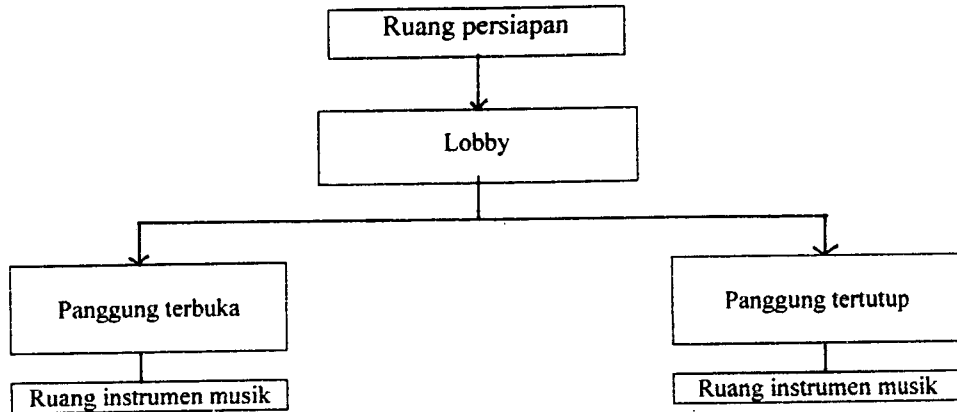 Ruang persiapan
Lobby
Panggung terbuka
Panggung tertutup
Ruang instrumen musik
Ruang instrumen musik